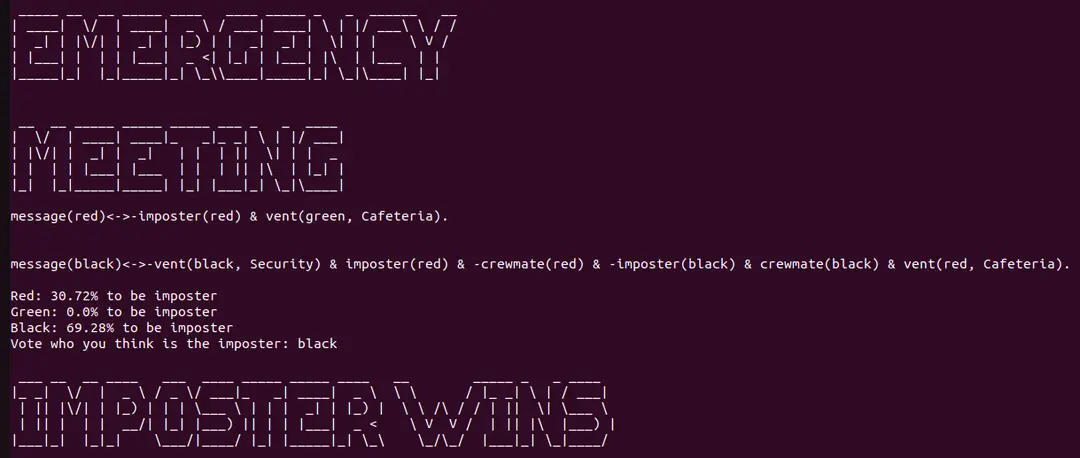 EMERGENCY
MEETING
message(red)<->-imposter(red) & vent(green, Cafeteria).
message(black)<->-vent(black, Security) & imposter(red) & -crewmate(red) & -imposter(black) & crewmate(black) & vent(red, Cafeteria).
Red: 30.72% to be imposter
Green: 0.0% to be imposter
Black: 69.28% to be imposter
Vote who you think is the imposter: black
IMPOSTER WINS